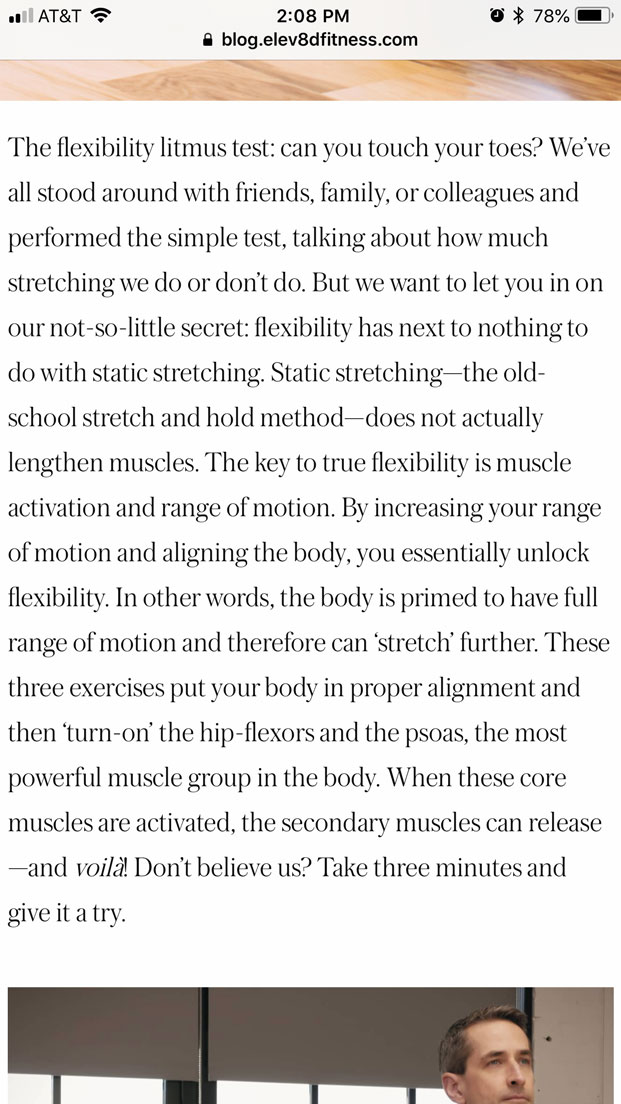 AT&T 2:08 PM 78%
blog.elev8dfitness.com
The flexibility litmus test: can you touch your toes? We’ve
all stood around with friends, family, or colleagues and
performed the simple test, talking about how much
stretching we do or don’t do. But we want to let you in on
our not-so-little secret: flexibility has next to nothing to
do with static stretching. Static stretching—the old-
school stretch and hold method—does not actually
lengthen muscles. The key to true flexibility is muscle
activation and range of motion. By increasing your range
of motion and aligning the body, you essentially unlock
flexibility. In other words, the body is primed to have full
range of motion and therefore can ‘stretch’ further. These
three exercises put your body in proper alignment and
then ‘turn-on’ the hip-flexors and the psoas, the most
powerful muscle group in the body. When these core
muscles are activated, the secondary muscles can release
—and voilà! Don’t believe us? Take three minutes and
give it a try.